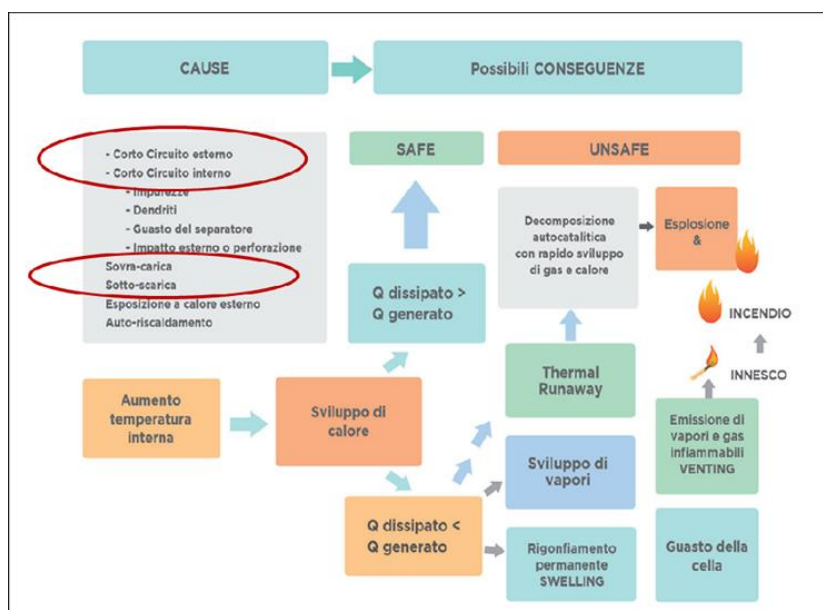 CAUSE
Possibili CONSEGUENZE
- Corto Circuito esterno
- Corto Circuito interno
- Impurezze
- Dendriti
- Guasto del separatore
- Impatto esterno o perforazione
Sovra-carica
Sotto-scarica
Esposizione a calore esterno
Auto-riscaldamento
SAFE
UNSAFE
Decomposizione
autocatalitica
con rapido sviluppo
di gas e calore
Esplosione
&
Q dissipato >
Q generato
INCENDIO
INNESCO
Thermal
Runaway
Aumento
temperatura
interna
Sviluppo di
calore
Emissione di
vapori e gas
infiammabili
VENTING
Sviluppo di
vapori
Q dissipato <
Q generato
Rigonfiamento
permanente
SWELLING
Guasto della
cella